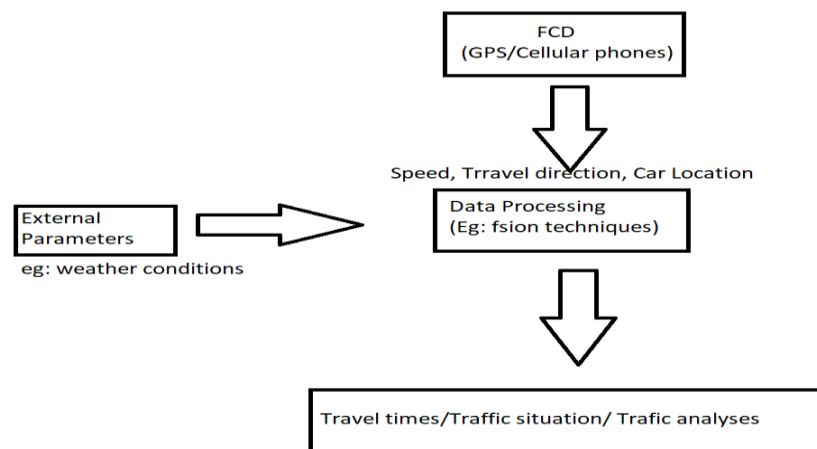 FCD
(GPS/Cellular phones)
Speed, Trravel direction, Car Location
External
Parameters
eg: weather conditions
Data Processing
(Eg: fsion techniques)
Travel times/Traffic situation/ Trafic analyses